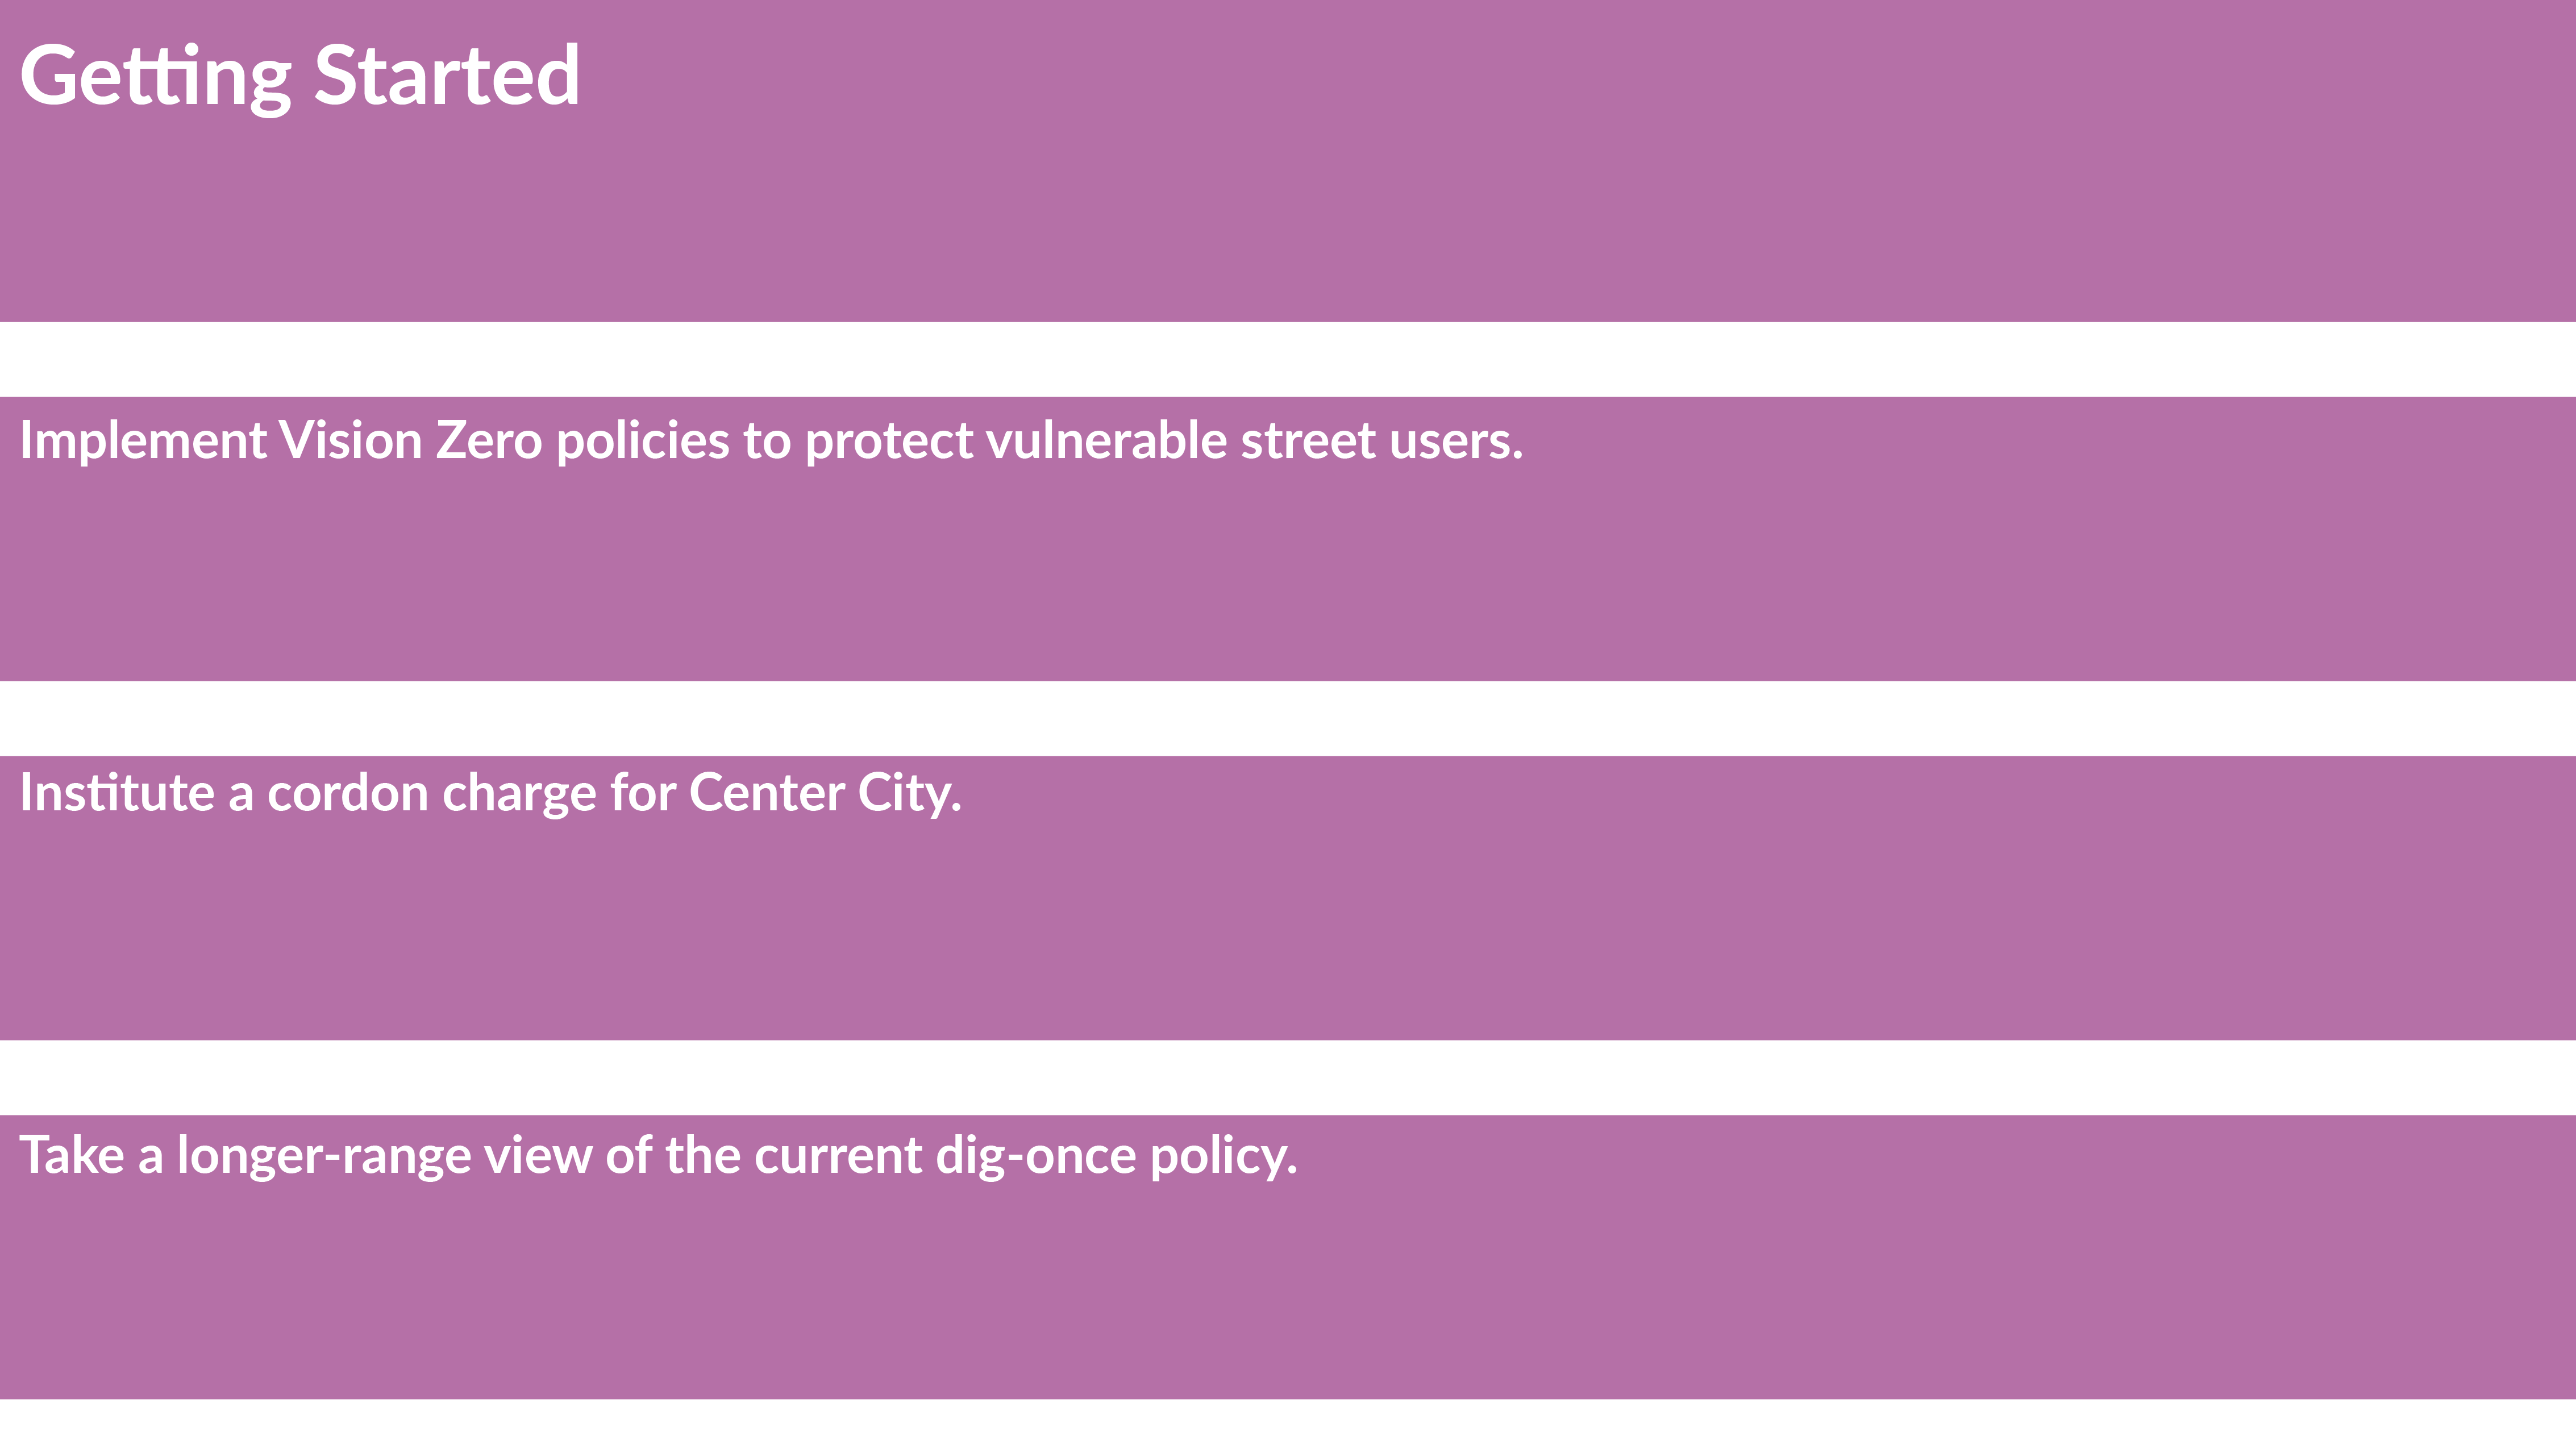 Getting Started
Implement Vision Zero policies to protect vulnerable street users.
Institute a cordon charge for Center City.
Take a longer-range view of the current dig-once policy.